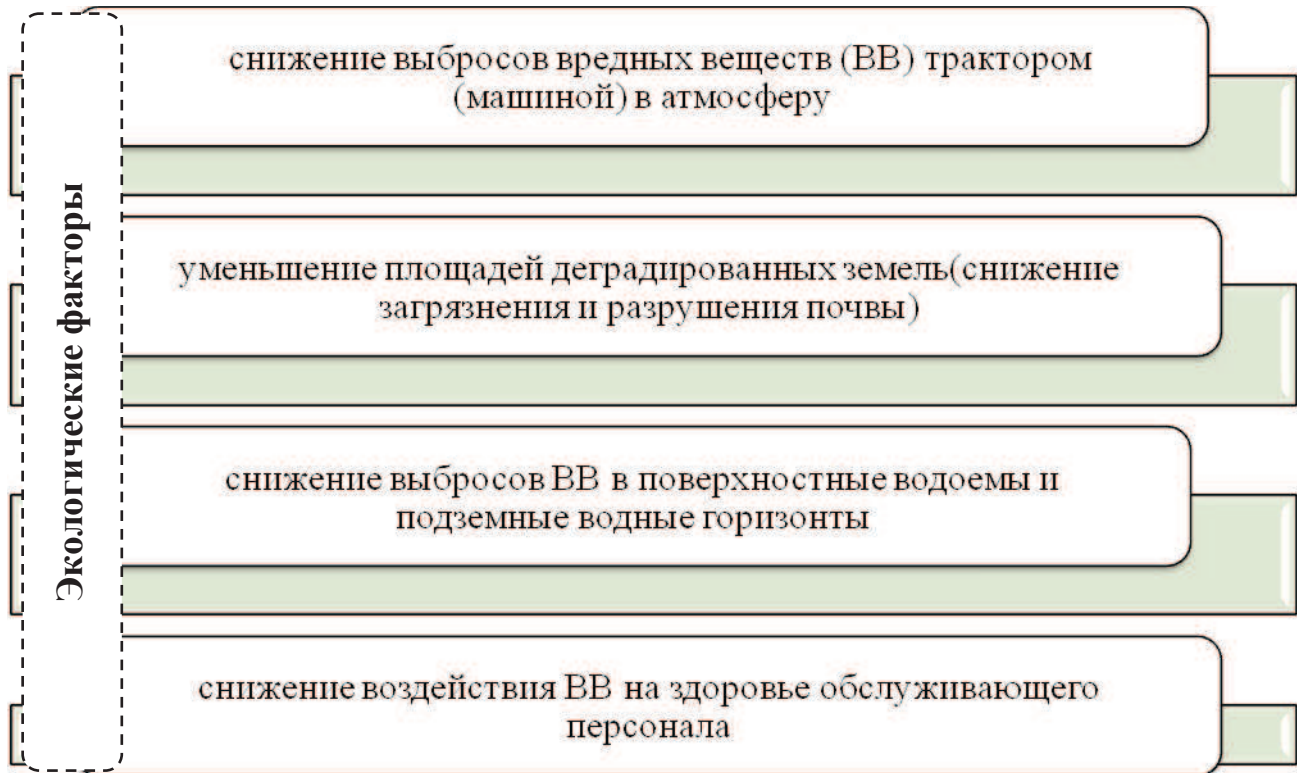 Экологические факторы
снижение выбросов вредных веществ (ВВ) трактором
(машиной) в атмосферу
уменьшение площадей деградированных земель(снижение
загрязнения и разрушения почвы)
снижение выбросов ВВ в поверхностные водоемы и
подземные водные горизонты
снижение воздействия ВВ на здоровье обслуживающего
персонала